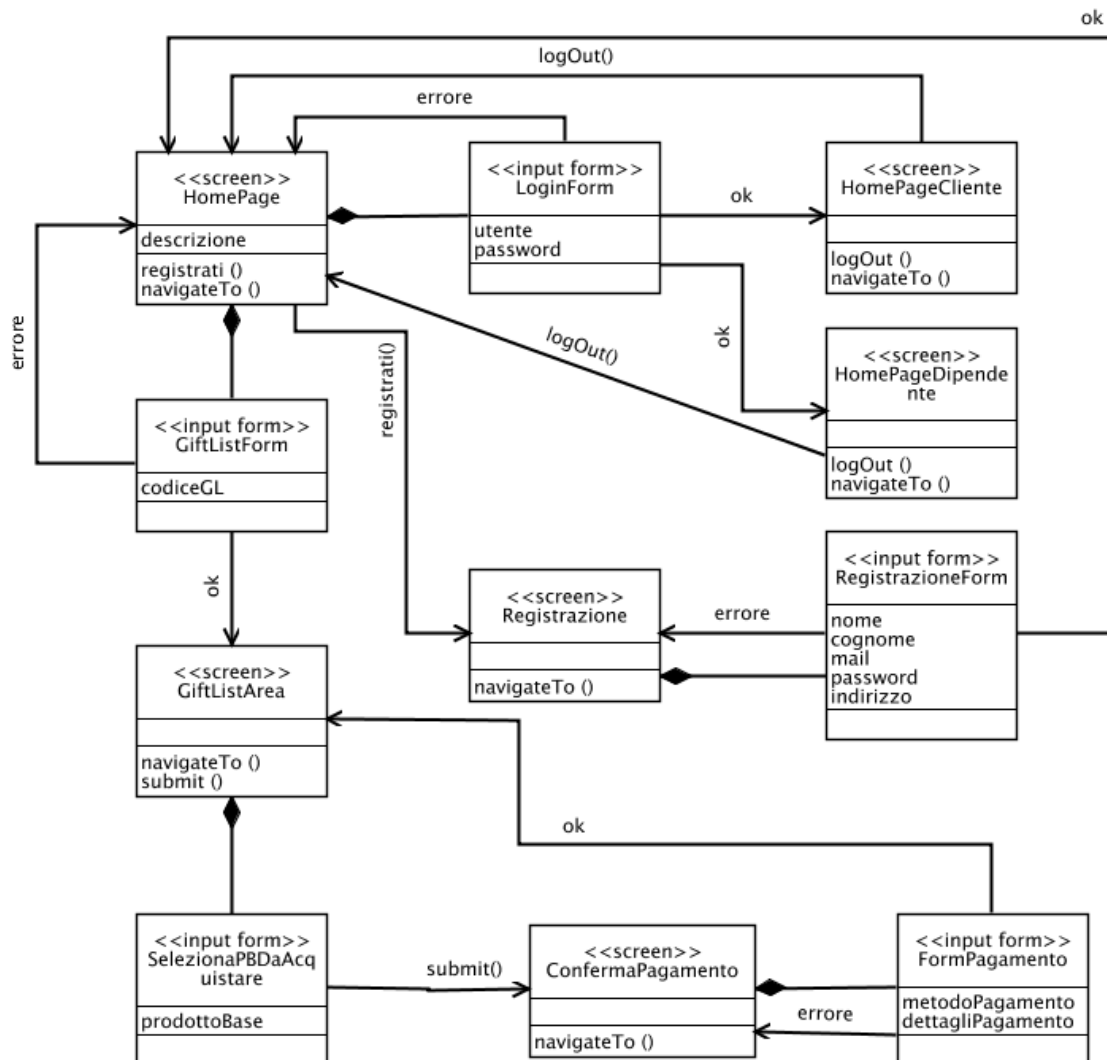 ok
logOut()
errore
<<screen>>
HomePage
descrizione
registrati ()
navigateTo ()
<<input form>>
LoginForm
utente
password
ok
<<screen>>
HomePageCliente
logOut ()
navigateTo ()
errore
registrati()
logOut()
ok
<<screen>>
HomePageDipende
nte
logOut ()
navigateTo ()
<<input form>>
GiftListForm
codiceGL
ok
<<screen>>
Registrazione
navigateTo ()
errore
<<input form>>
RegistrazioneForm
nome
cognome
mail
password
indirizzo
<<screen>>
GiftListArea
navigateTo ()
submit ()
ok
<<input form>>
SelezionaPBDaAcq
uistare
prodottoBase
submit()
<<screen>>
ConfermaPagamento
navigateTo ()
errore
<<input form>>
FormPagamento
metodoPagamento
dettagliPagamento